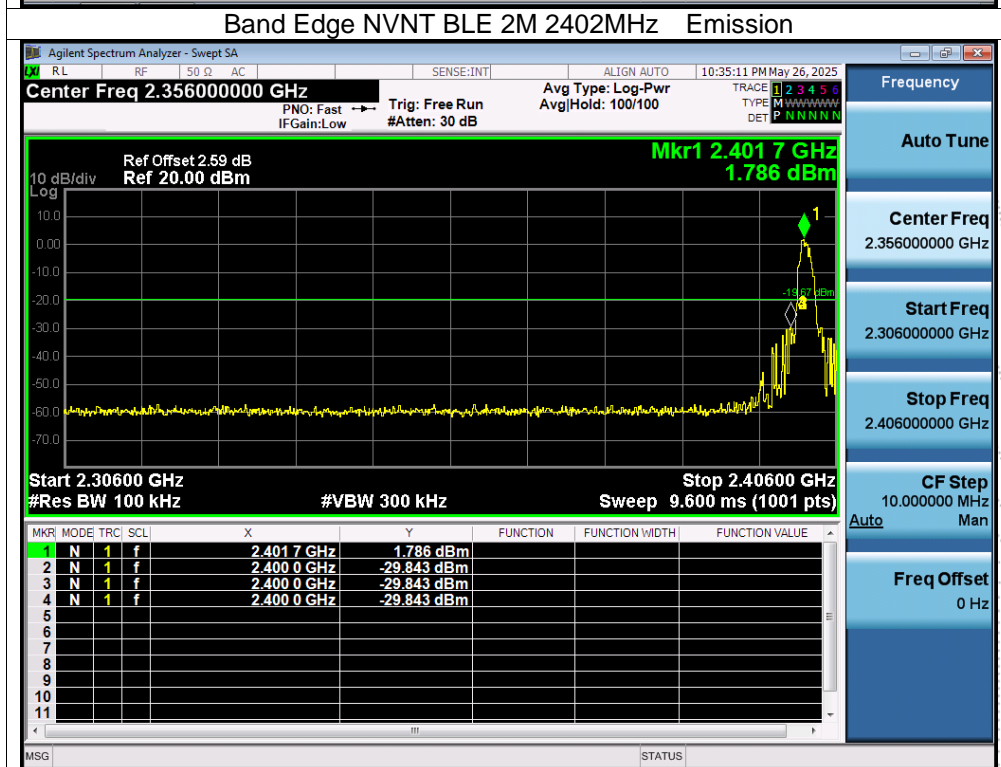 Band Edge NVNT BLE 2M 2402MHz Emission
Agilent Spectrum Analyzer - Swept SA
LXI RL RF 50 Ω AC SENSE:INT ALIGN AUTO 10:35:11 PM May 26, 2025
Center Freq 2.356000000 GHz
PNO: Fast
IFGain:Low
Trig: Free Run
#Atten: 30 dB
Avg Type: Log-Pwr
Avg|Hold: 100/100
TRACE 1 2 3 4 5 6
TYPE M WWWWW
DET P N N N N N
Frequency
Auto Tune
Center Freq
2.356000000 GHz
Start Freq
2.306000000 GHz
Stop Freq
2.406000000 GHz
CF Step
10.000000 MHz
Auto Man
Freq Offset
0 Hz
Mkr1 2.401 7 GHz
1.786 dBm
Ref Offset 2.59 dB
10 dB/div Ref 20.00 dBm
Log
10.0
0.00
-10.0
-20.0
-30.0
-40.0
-50.0
-60.0
-70.0
1
-19.67 dBm
Start 2.30600 GHz Stop 2.40600 GHz
#Res BW 100 kHz #VBW 300 kHz Sweep 9.600 ms (1001 pts)
MKR MODE TRC SCL X Y FUNCTION FUNCTION WIDTH FUNCTION VALUE
1 N 1 f 2.401 7 GHz 1.786 dBm
2 N 1 f 2.400 0 GHz -29.843 dBm
3 N 1 f 2.400 0 GHz -29.843 dBm
4 N 1 f 2.400 0 GHz -29.843 dBm
5
6
7
8
9
10
11
MSG STATUS